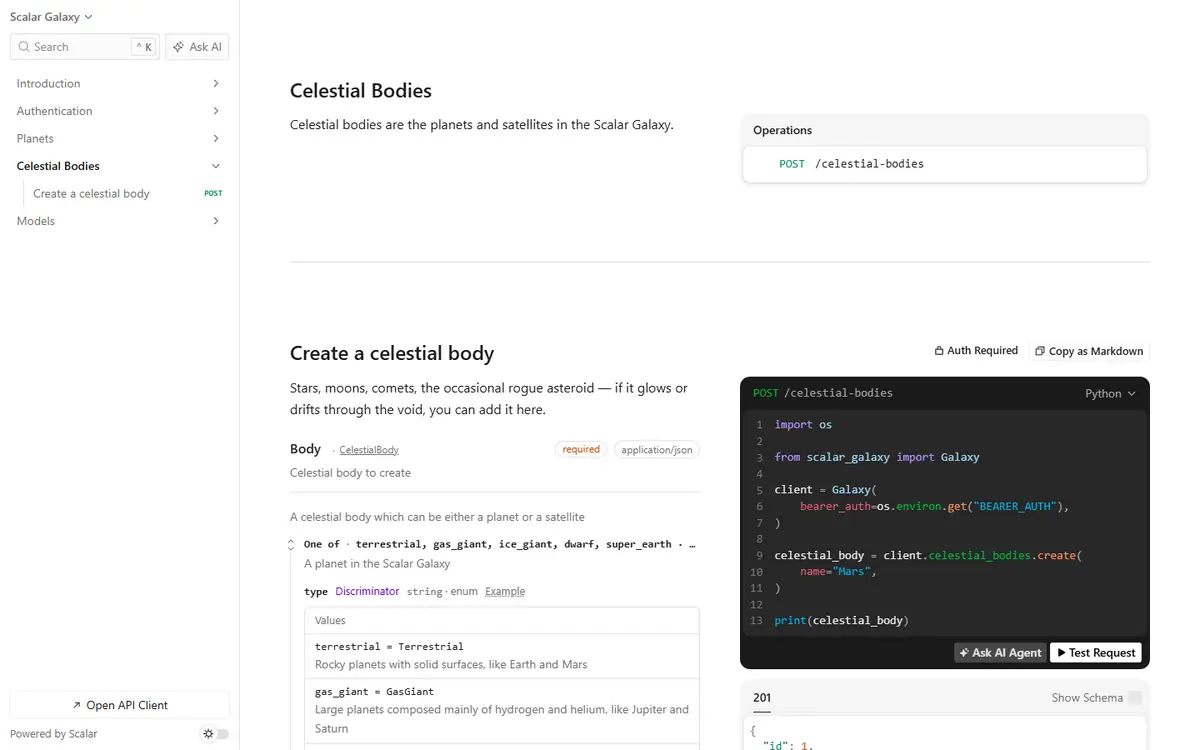 Scalar Galaxy
Search ^ K Ask AI
Introduction
Authentication
Planets
Celestial Bodies
Create a celestial body POST
Models
Open API Client
Powered by Scalar
Celestial Bodies
Celestial bodies are the planets and satellites in the Scalar Galaxy.
Operations
POST /celestial-bodies
Create a celestial body
Stars, moons, comets, the occasional rogue asteroid — if it glows or
drifts through the void, you can add it here.
Body · CelestialBody required application/json
Celestial body to create
A celestial body which can be either a planet or a satellite
One of · terrestrial, gas_giant, ice_giant, dwarf, super_earth · …
A planet in the Scalar Galaxy
type Discriminator string · enum Example
Values
terrestrial = Terrestrial
Rocky planets with solid surfaces, like Earth and Mars
gas_giant = GasGiant
Large planets composed mainly of hydrogen and helium, like Jupiter and
Saturn
Auth Required Copy as Markdown
POST /celestial-bodies Python
1 import os
2
3 from scalar_galaxy import Galaxy
4
5 client = Galaxy(
6 bearer_auth=os.environ.get("BEARER_AUTH"),
7 )
8
9 celestial_body = client.celestial_bodies.create(
10 name="Mars",
11 )
12
13 print(celestial_body)
Ask AI Agent Test Request
201 Show Schema
{
"id": 1,